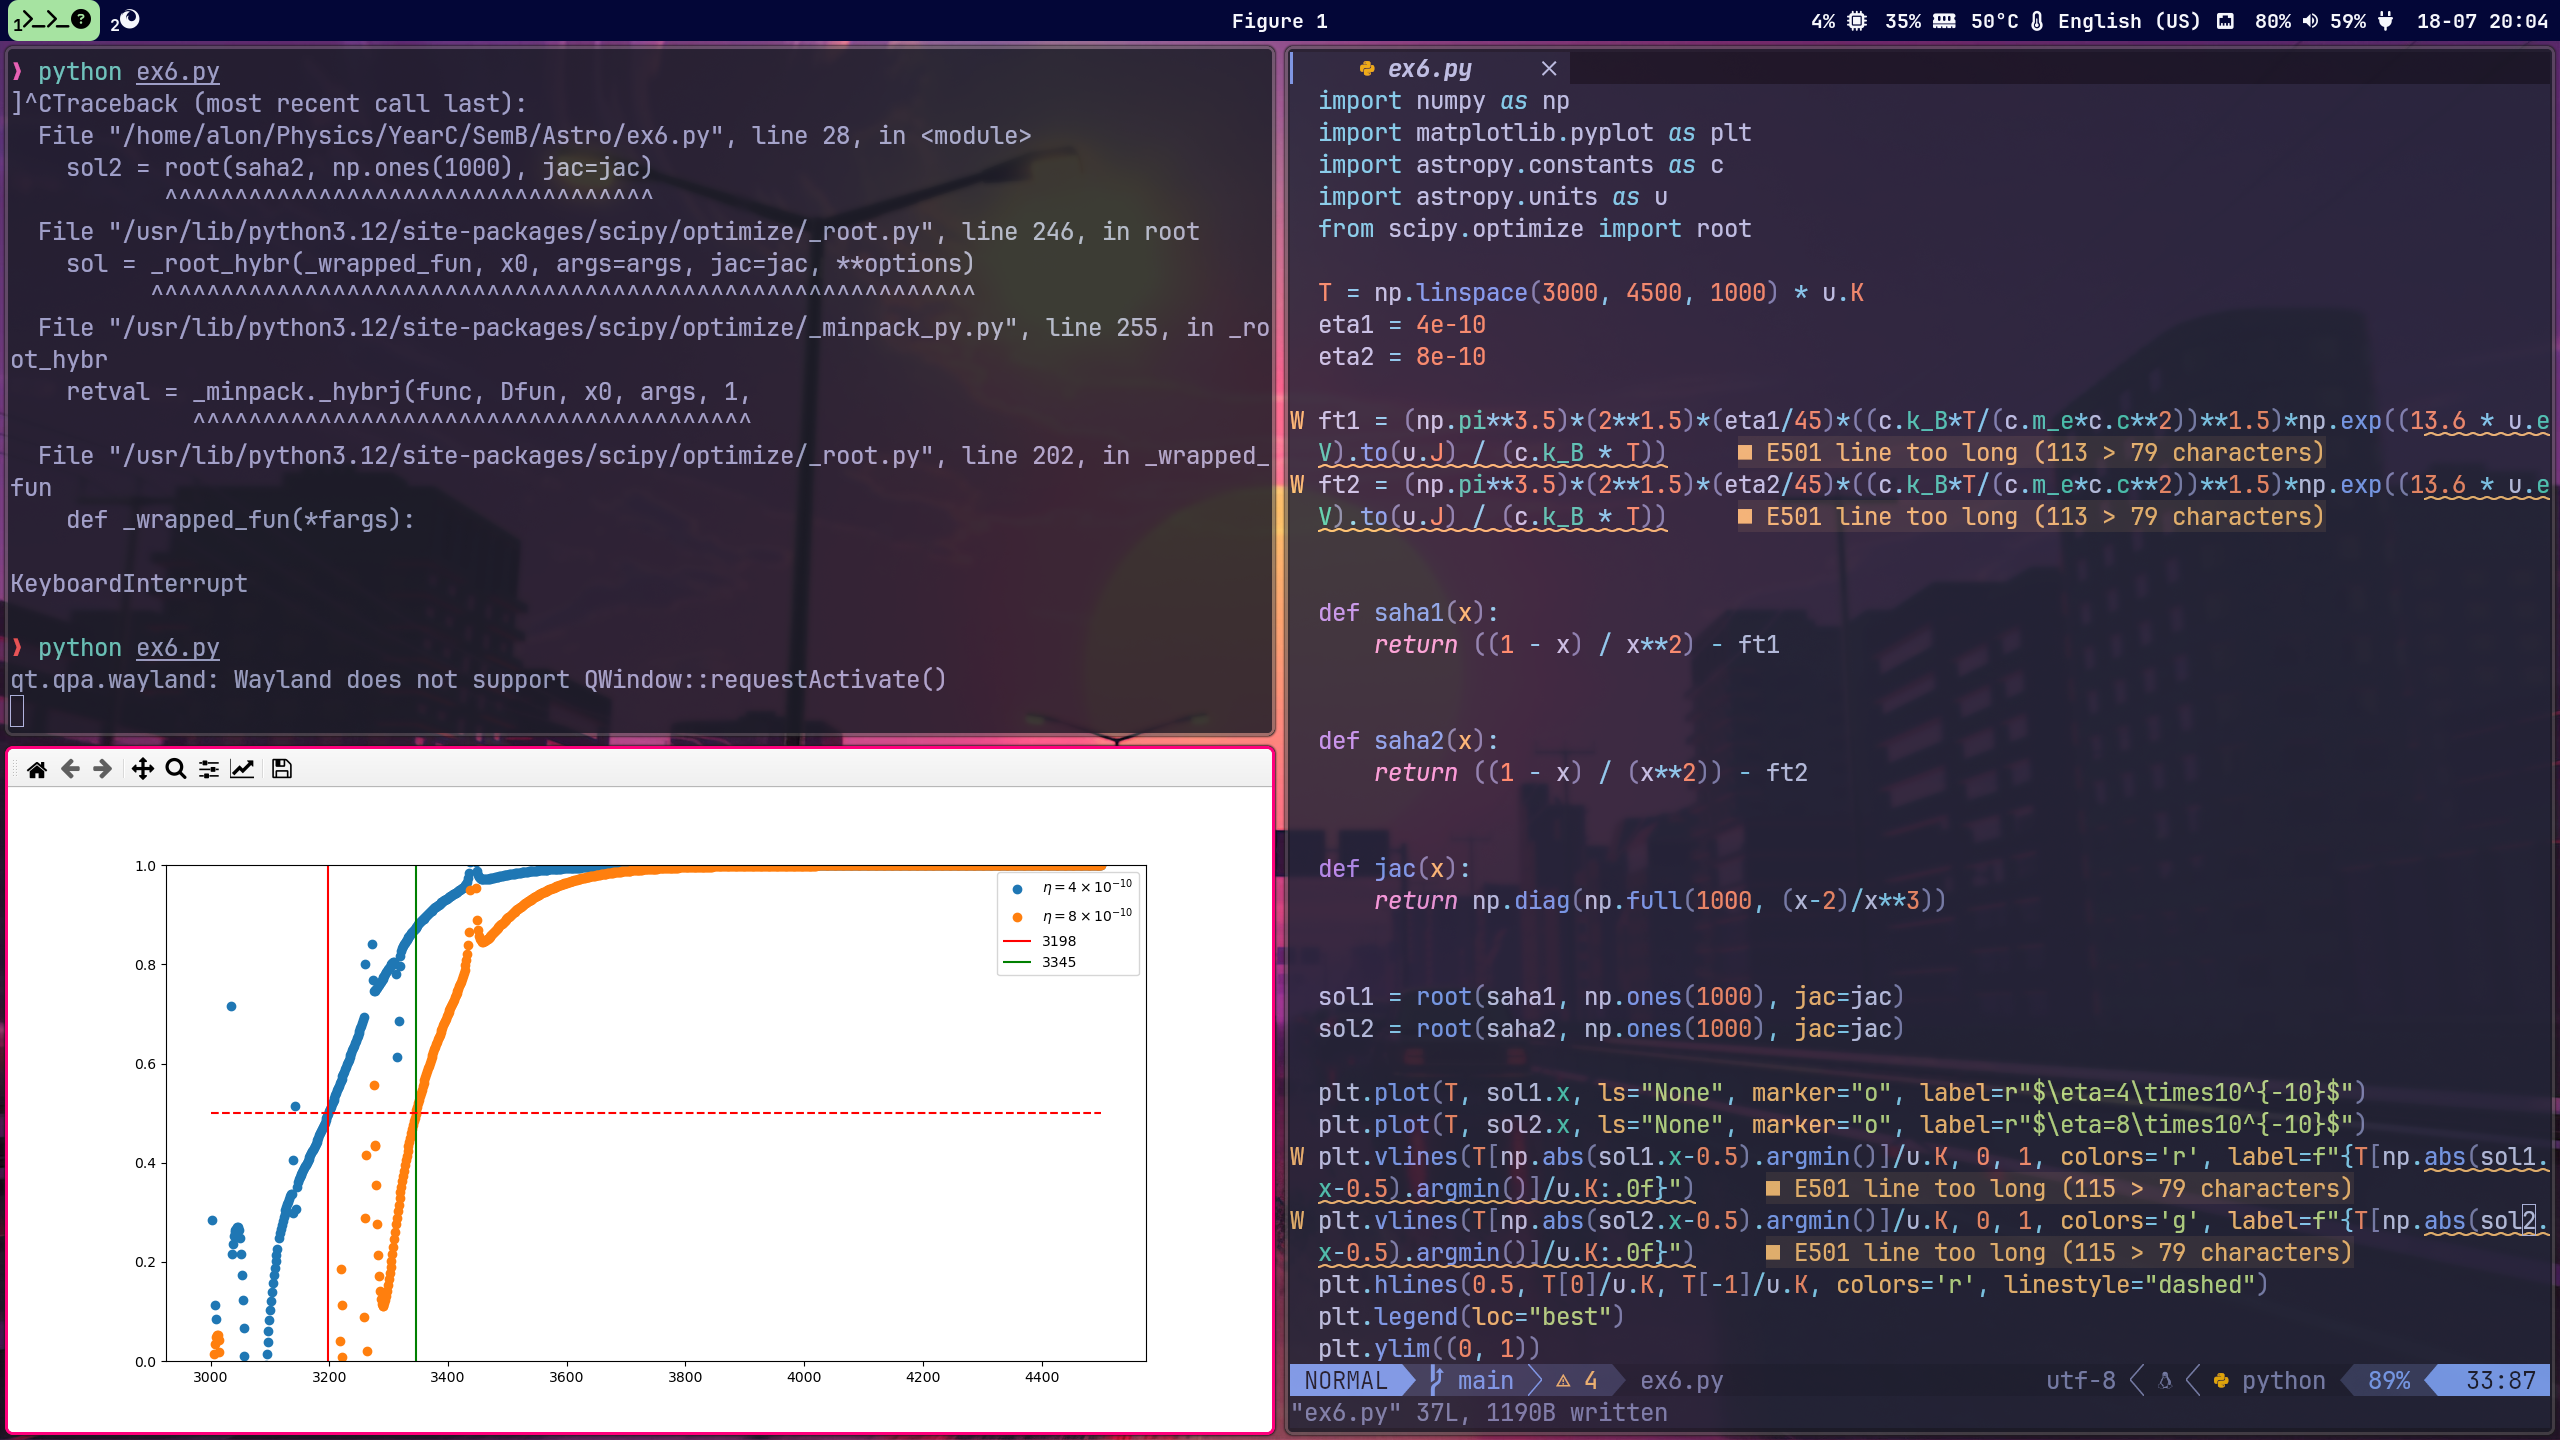 1>_>_?
2
Figure 1
4% 35% 50°C English (US) 80% 59% 18-07 20:04
❯ python ex6.py
]^CTraceback (most recent call last):
  File "/home/alon/Physics/YearC/SemB/Astro/ex6.py", line 28, in <module>
    sol2 = root(saha2, np.ones(1000), jac=jac)
           ^^^^^^^^^^^^^^^^^^^^^^^^^^^^^^^^^^^
  File "/usr/lib/python3.12/site-packages/scipy/optimize/_root.py", line 246, in root
    sol = _root_hybr(_wrapped_fun, x0, args=args, jac=jac, **options)
          ^^^^^^^^^^^^^^^^^^^^^^^^^^^^^^^^^^^^^^^^^^^^^^^^^^^^^^^^^^^
  File "/usr/lib/python3.12/site-packages/scipy/optimize/_minpack_py.py", line 255, in _ro
ot_hybr
    retval = _minpack._hybrj(func, Dfun, x0, args, 1,
             ^^^^^^^^^^^^^^^^^^^^^^^^^^^^^^^^^^^^^^^^
  File "/usr/lib/python3.12/site-packages/scipy/optimize/_root.py", line 202, in _wrapped_
fun
    def _wrapped_fun(*fargs):
KeyboardInterrupt
❯ python ex6.py
qt.qpa.wayland: Wayland does not support QWindow::requestActivate()
1.0
0.8
0.6
0.4
0.2
0.0
3000 3200 3400 3600 3800 4000 4200 4400
η = 4 × 10⁻¹⁰
η = 8 × 10⁻¹⁰
3198
3345
ex6.py ×
import numpy as np
import matplotlib.pyplot as plt
import astropy.constants as c
import astropy.units as u
from scipy.optimize import root
T = np.linspace(3000, 4500, 1000) * u.K
eta1 = 4e-10
eta2 = 8e-10
W ft1 = (np.pi**3.5)*(2**1.5)*(eta1/45)*((c.k_B*T/(c.m_e*c.c**2))**1.5)*np.exp((13.6 * u.e
V).to(u.J) / (c.k_B * T))     ■ E501 line too long (113 > 79 characters)
W ft2 = (np.pi**3.5)*(2**1.5)*(eta2/45)*((c.k_B*T/(c.m_e*c.c**2))**1.5)*np.exp((13.6 * u.e
V).to(u.J) / (c.k_B * T))     ■ E501 line too long (113 > 79 characters)
def saha1(x):
    return ((1 - x) / x**2) - ft1
def saha2(x):
    return ((1 - x) / (x**2)) - ft2
def jac(x):
    return np.diag(np.full(1000, (x-2)/x**3))
sol1 = root(saha1, np.ones(1000), jac=jac)
sol2 = root(saha2, np.ones(1000), jac=jac)
plt.plot(T, sol1.x, ls="None", marker="o", label=r"$\eta=4\times10^{-10}$")
plt.plot(T, sol2.x, ls="None", marker="o", label=r"$\eta=8\times10^{-10}$")
W plt.vlines(T[np.abs(sol1.x-0.5).argmin()]/u.K, 0, 1, colors='r', label=f"{T[np.abs(sol1.
x-0.5).argmin()]/u.K:.0f}")     ■ E501 line too long (115 > 79 characters)
W plt.vlines(T[np.abs(sol2.x-0.5).argmin()]/u.K, 0, 1, colors='g', label=f"{T[np.abs(sol2.
x-0.5).argmin()]/u.K:.0f}")     ■ E501 line too long (115 > 79 characters)
plt.hlines(0.5, T[0]/u.K, T[-1]/u.K, colors='r', linestyle="dashed")
plt.legend(loc="best")
plt.ylim((0, 1))
NORMAL main ⚠ 4 ex6.py utf-8 python 89% 33:87
"ex6.py" 37L, 1190B written